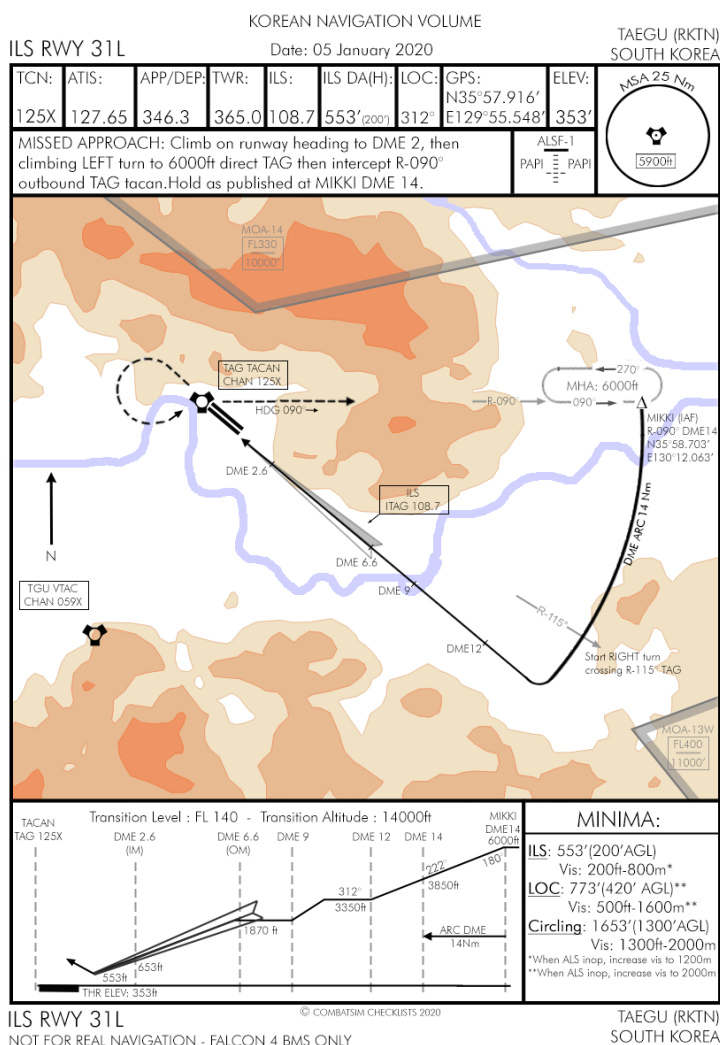 KOREAN NAVIGATION VOLUME
ILS RWY 31L
Date: 05 January 2020
TAEGU (RKTN)
SOUTH KOREA
TCN:
125X
ATIS:
127.65
APP/DEP:
346.3
TWR:
365.0
ILS:
108.7
ILS DA(H):
553'(200')
LOC:
312°
GPS:
N35°57.916'
E129°55.548'
ELEV:
353'
MSA 25 Nm
5900ft
MISSED APPROACH: Climb on runway heading to DME 2, then
climbing LEFT turn to 6000ft direct TAG then intercept R-090°
outbound TAG tacan.Hold as published at MIKKI DME 14.
ALSF-1
PAPI PAPI
MOA-14
FL330
10000'
TAG TACAN
CHAN 125X
HDG 090°
R-090°
270°
MHA: 6000ft
090°
MIKKI (IAF)
R-090° DME14
N35°58.703'
E130°12.063'
DME 2.6
ILS
ITAG 108.7
DME ARC 14 Nm
N
DME 6.6
TGU VTAC
CHAN 059X
DME 9
R-115°
DME12
Start RIGHT turn
crossing R-115° TAG
MOA-13W
FL400
11000'
Transition Level : FL 140 - Transition Altitude : 14000ft
TACAN
TAG 125X
DME 2.6
(IM)
DME 6.6
(OM)
DME 9
DME 12
DME 14
MIKKI
DME14
6000ft
180°
222°
3850ft
312°
3350ft
1870 ft
ARC DME
14Nm
653ft
553ft
THR ELEV: 353ft
MINIMA:
ILS: 553'(200'AGL)
Vis: 200ft-800m*
LOC: 773'(420' AGL)**
Vis: 500ft-1600m**
Circling: 1653'(1300'AGL)
Vis: 1300ft-2000m
*When ALS inop, increase vis to 1200m
**When ALS inop, increase vis to 2000m
ILS RWY 31L
© COMBATSIM CHECKLISTS 2020
TAEGU (RKTN)
SOUTH KOREA
NOT FOR REAL NAVIGATION - FALCON 4 BMS ONLY